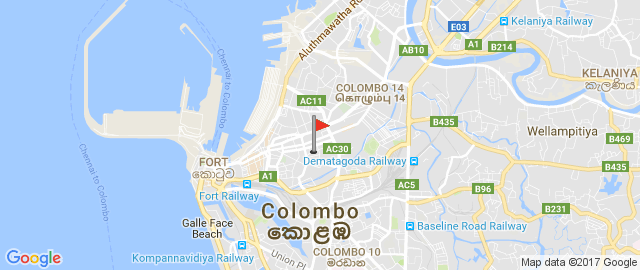 Kelaniya Railway
E03
A1
B214
AB10
Aluthmawatha Roa
Chennai to Colombo
KELANIYA
කැලණිය
COLOMBO 14
கொழும்பு 14
AC11
B435
Wellampitiya
B469
Chennai to Colombo
FORT
කොටුව
AC30
Dematagoda Railway
B435
A1
AC5
B96
Fort Railway
B231
Colombo
කොළඹ
Galle Face
Beach
Baseline Road Railway
COLOMBO 10
මරදාන
Kompannavidiya Railway
Union Pl
Google
Map data ©2017 Google